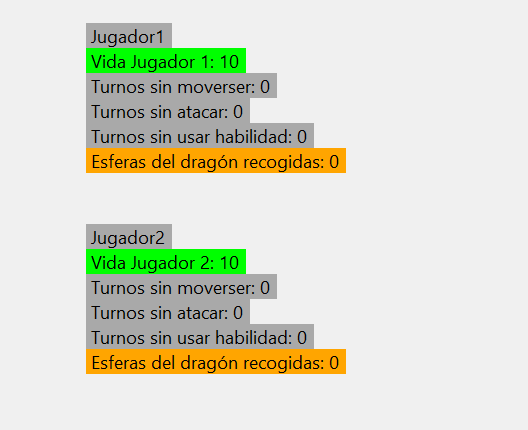 Jugador1
Vida Jugador 1: 10
Turnos sin moverser: 0
Turnos sin atacar: 0
Turnos sin usar habilidad: 0
Esferas del dragón recogidas: 0
Jugador2
Vida Jugador 2: 10
Turnos sin moverser: 0
Turnos sin atacar: 0
Turnos sin usar habilidad: 0
Esferas del dragón recogidas: 0